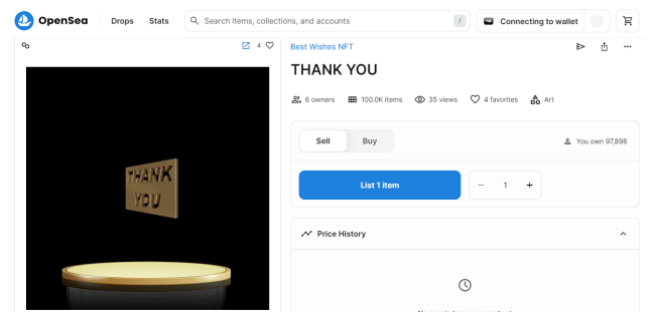 OpenSea Drops Stats Search items, collections, and accounts / Connecting to wallet
4
Best Wishes NFT
THANK YOU
6 owners 100.0K items 35 views 4 favorites Art
Sell Buy You own 97,898
List 1 item − 1 +
THANK
YOU
Price History